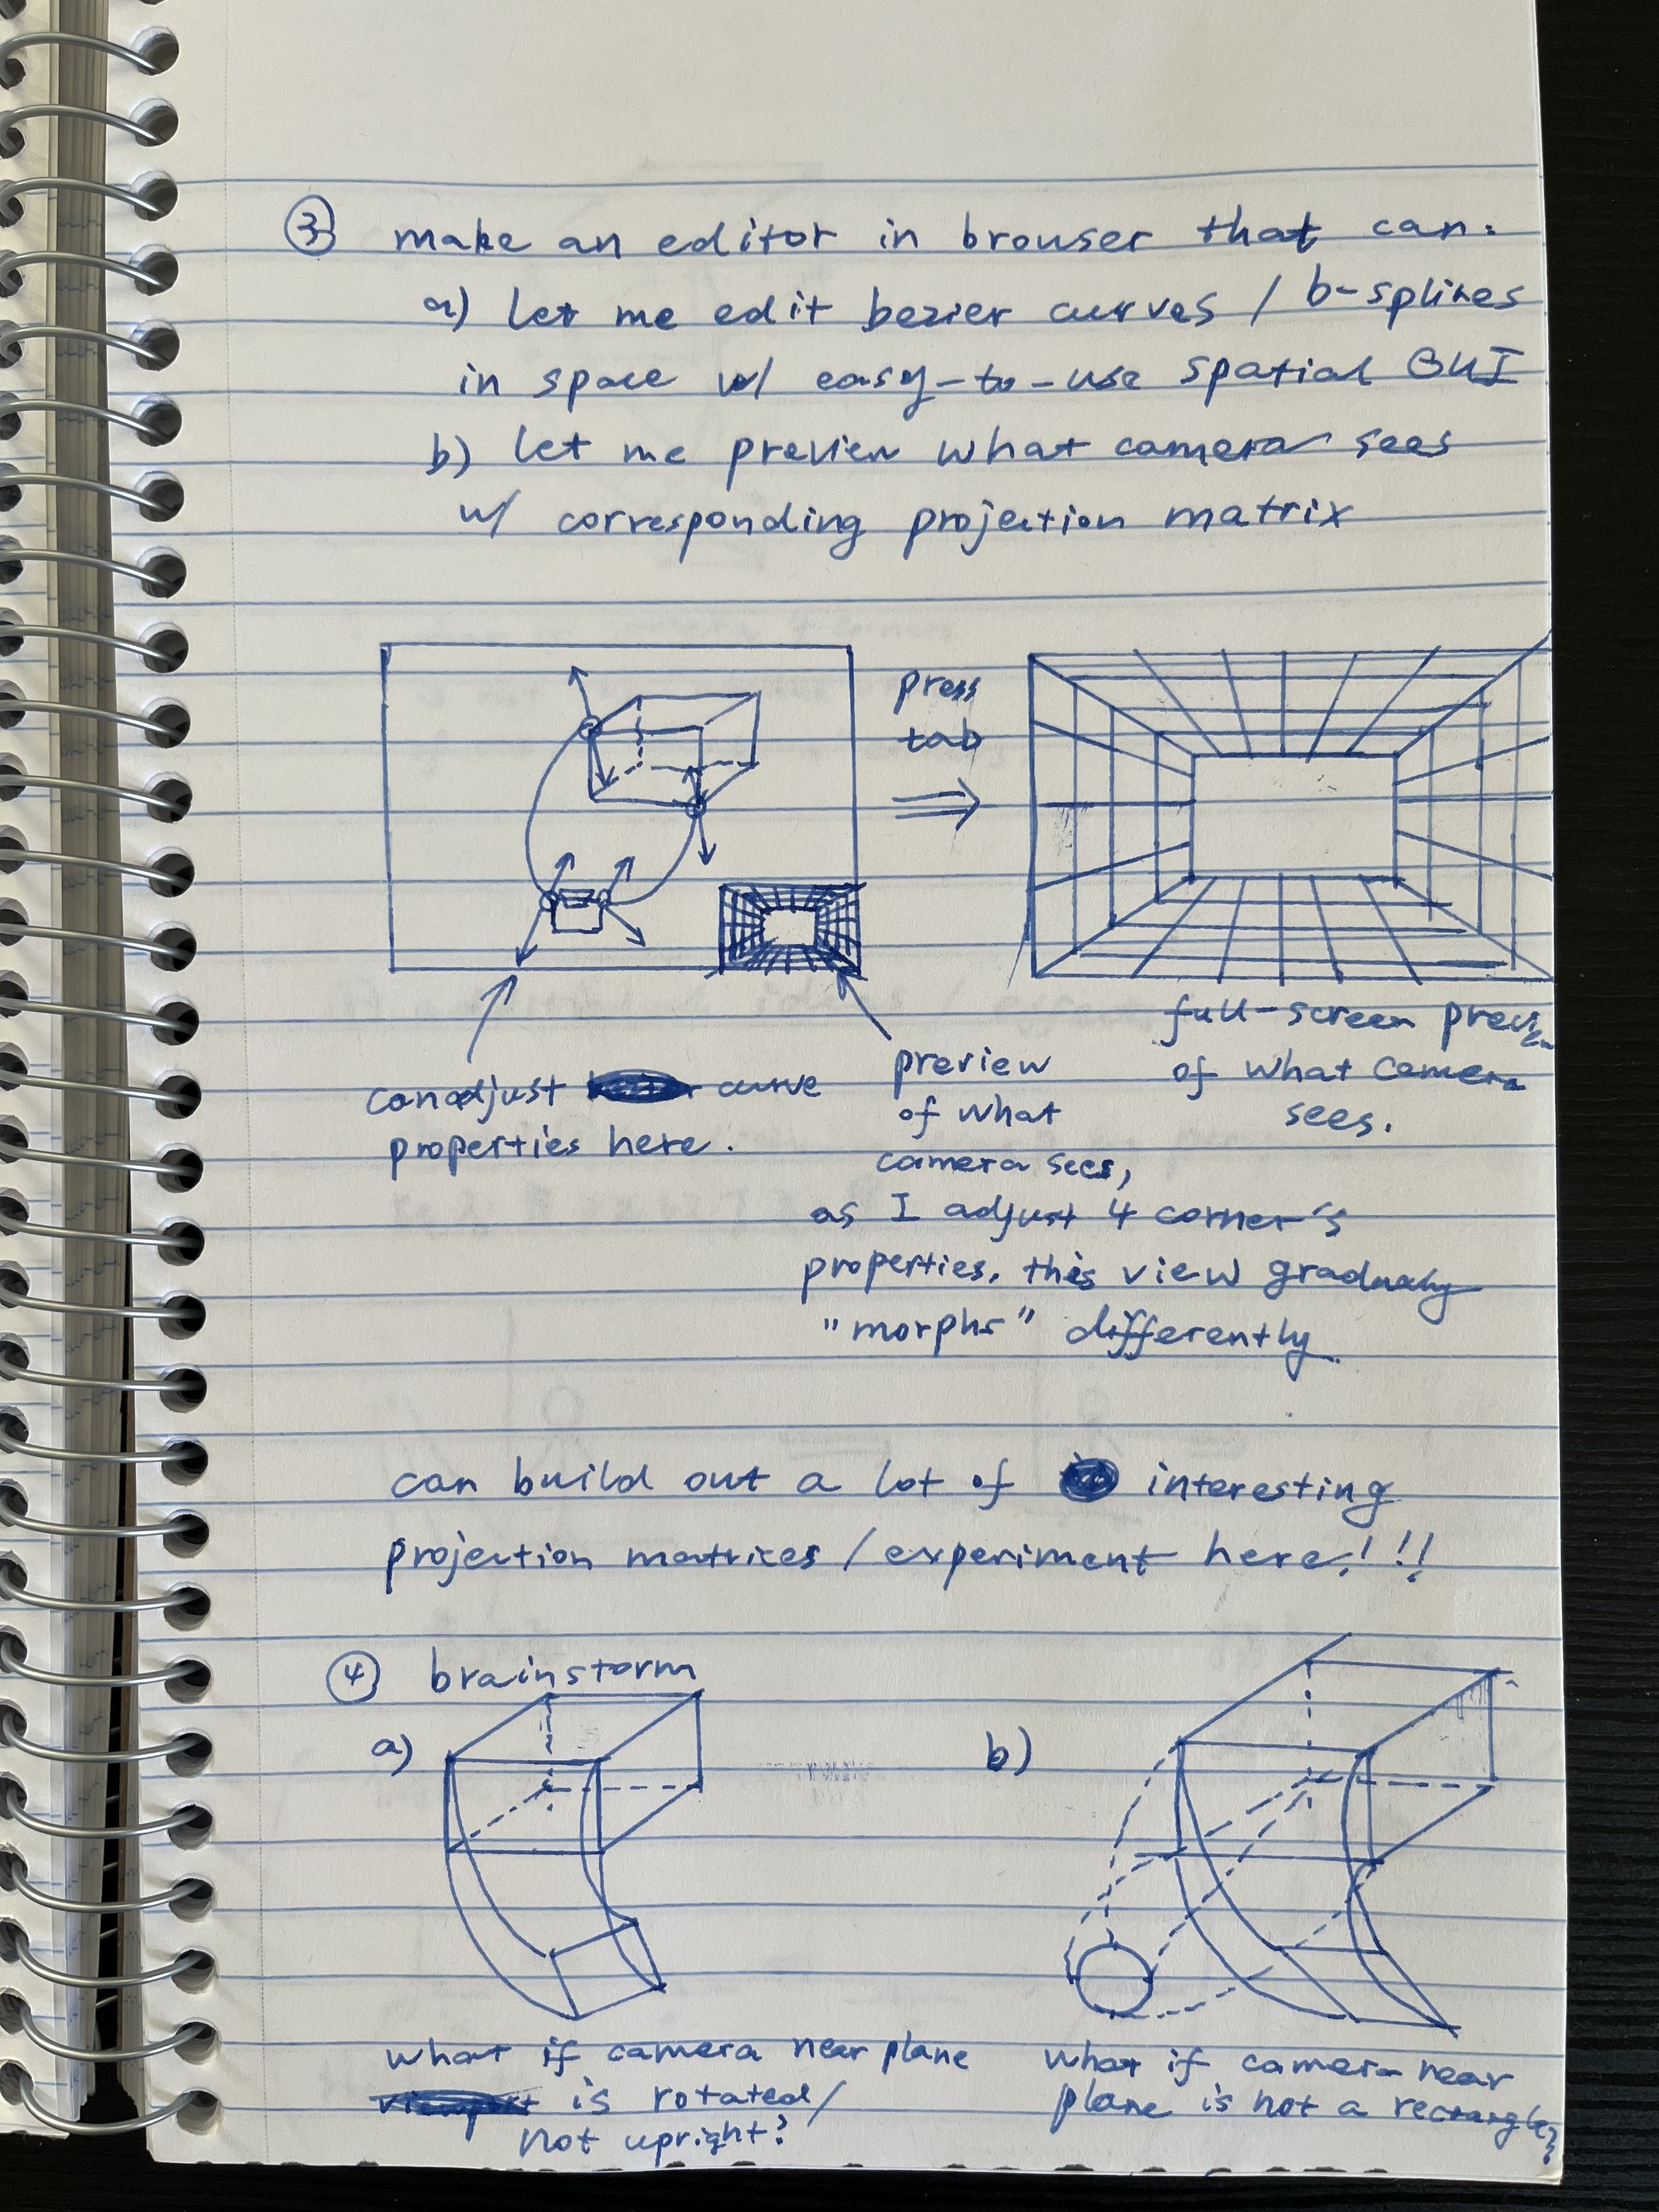 ③ make an editor in browser that can:
a) let me edit bezier curves / b-splines
in space w/ easy-to-use spatial GUI
b) let me preview what camera sees
w/ corresponding projection matrix
press
tab
full-screen preview
of what camera
sees.
can adjust curve
properties here.
preview
of what
camera sees,
as I adjust 4 corner's
properties, this view gradually
"morphs" differently
can build out a lot of interesting
projection matrices / experiment here!!!
④ brainstorm
a)
b)
what if camera near plane
is rotated/
not upright?
what if camera near
plane is not a rectangle?